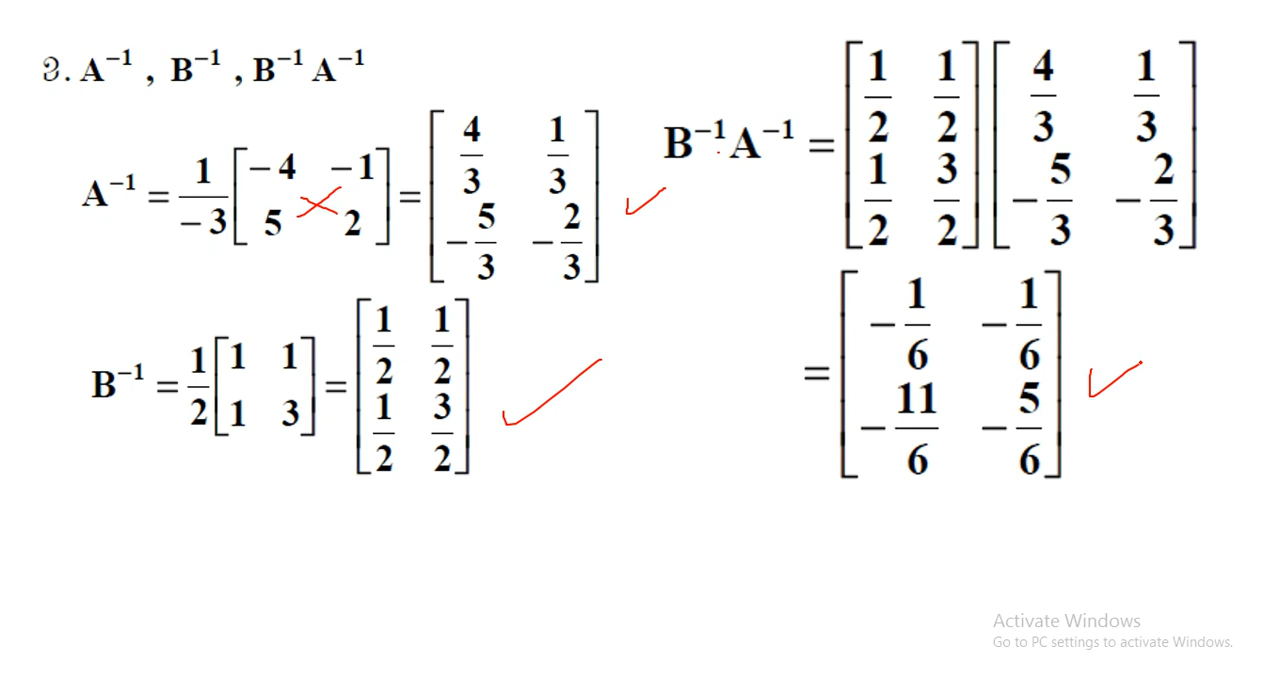 ૩. A⁻¹ , B⁻¹ , B⁻¹ A⁻¹
A⁻¹ = 1/-3 [-4 -1; 5 2] = [4/3 1/3; -5/3 -2/3]
B⁻¹ = 1/2 [1 1; 1 3] = [1/2 1/2; 1/2 3/2]
B⁻¹A⁻¹ = [1/2 1/2; 1/2 3/2] [4/3 1/3; -5/3 -2/3]
= [-1/6 -1/6; -11/6 -5/6]
Activate Windows
Go to PC settings to activate Windows.